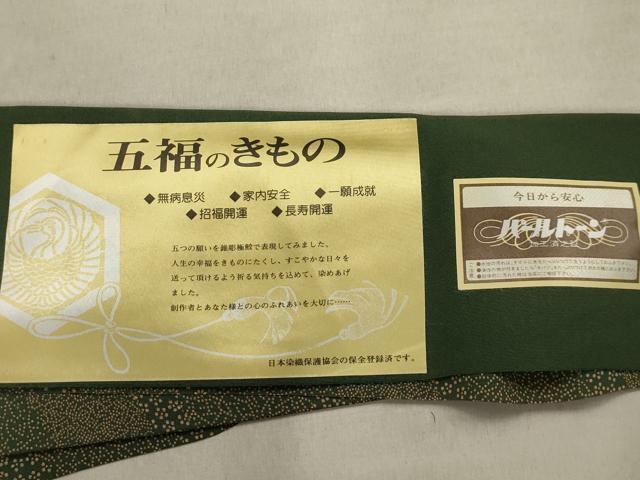 五福のきもの
◆無病息災 ◆家内安全 ◆一願成就
◆招福開運 ◆長寿開運
五つの願いを錐彫極鮫で表現してみました。
人生の幸福をきものにたくし、すこやかな日々を
送って頂けるよう祈る気持ちを込めて、染めあげ
ました。
創作者とあなた様との心のふれあいを大切に……
日本染織保護協会の保全登録済です。
今日から安心
パールトーン